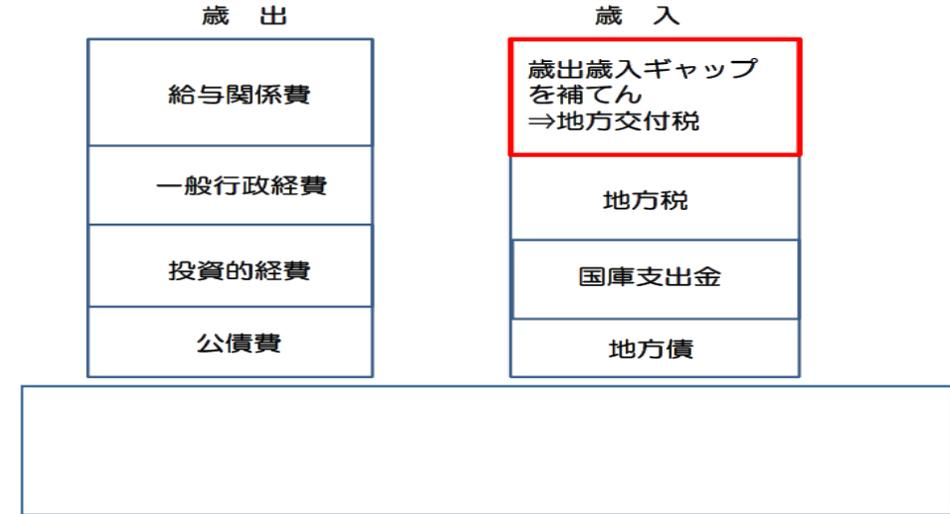 歳　出
給与関係費
一般行政経費
投資的経費
公債費
歳　入
歳出歳入ギャップ
を補てん
⇒地方交付税
地方税
国庫支出金
地方債